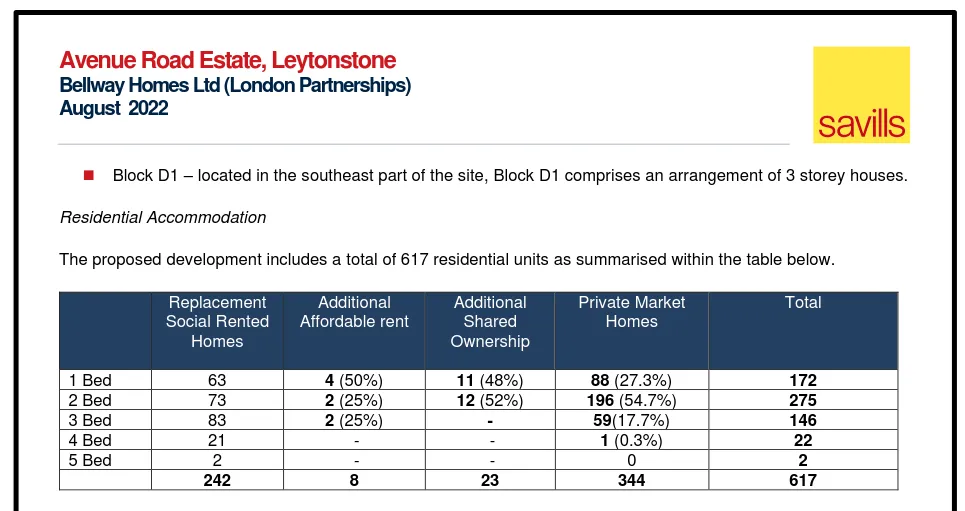 Avenue Road Estate, Leytonstone
Bellway Homes Ltd (London Partnerships)
August 2022
savills
Block D1 – located in the southeast part of the site, Block D1 comprises an arrangement of 3 storey houses.
Residential Accommodation
The proposed development includes a total of 617 residential units as summarised within the table below.
Replacement Social Rented Homes Additional Affordable rent Additional Shared Ownership Private Market Homes Total
1 Bed 63 4 (50%) 11 (48%) 88 (27.3%) 172
2 Bed 73 2 (25%) 12 (52%) 196 (54.7%) 275
3 Bed 83 2 (25%) - 59(17.7%) 146
4 Bed 21 - - 1 (0.3%) 22
5 Bed 2 - - 0 2
242 8 23 344 617